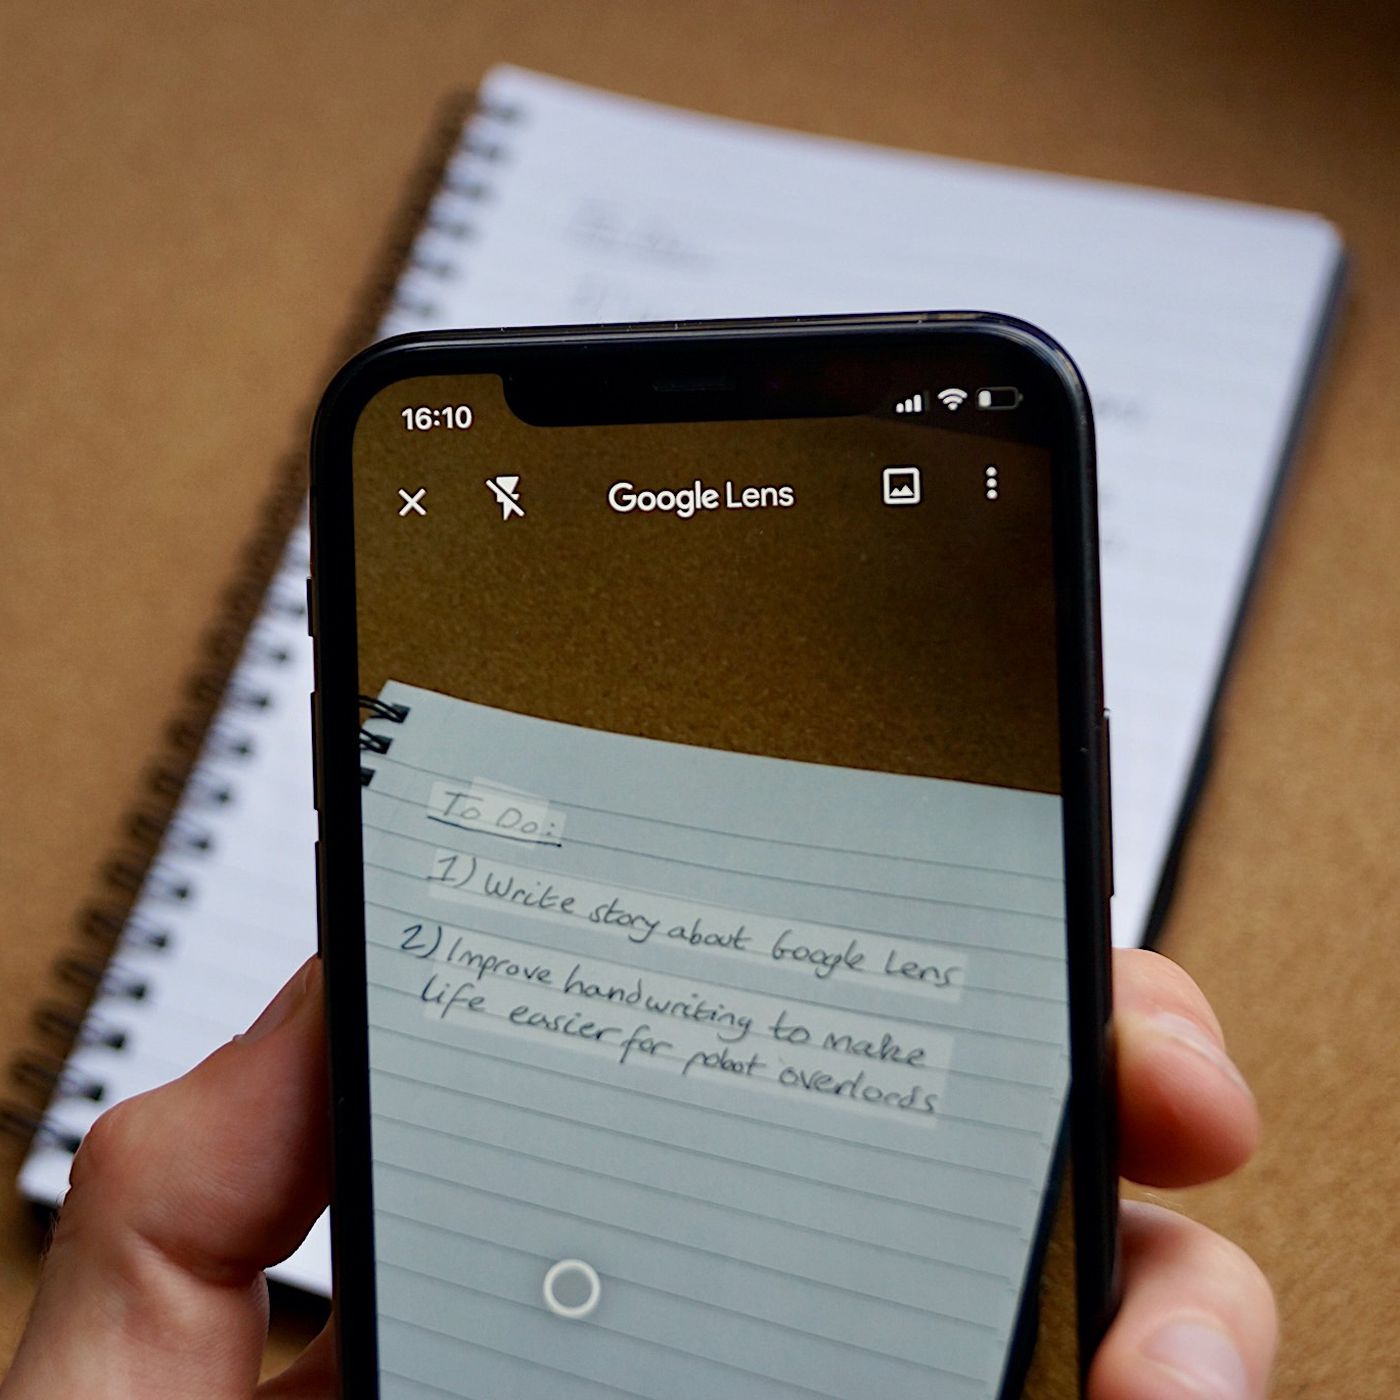 16:10
Google Lens
To Do:
1) Write story about Google Lens
2) Improve handwriting to make
life easier for robot overlords